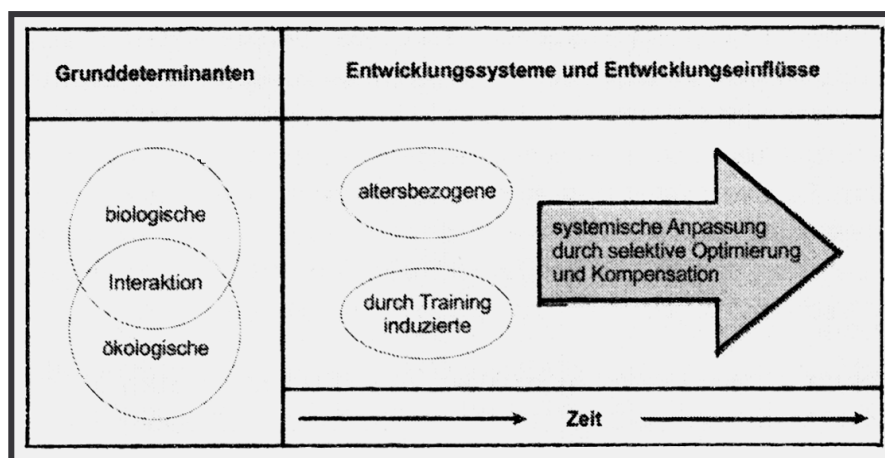 Grunddeterminanten
Entwicklungssysteme und Entwicklungseinflüsse
biologische
Interaktion
ökologische
altersbezogene
durch Training
induzierte
systemische Anpassung
durch selektive Optimierung
und Kompensation
Zeit